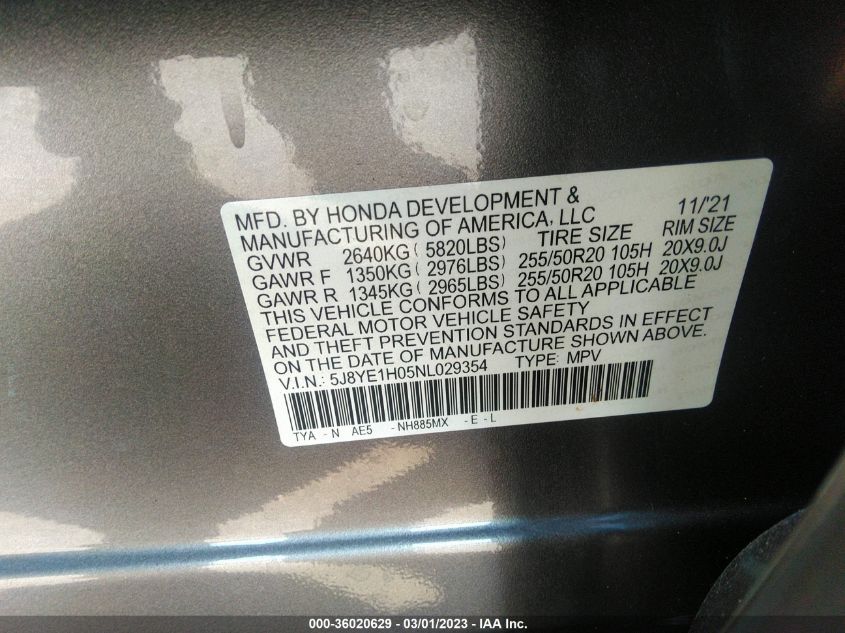 MFD. BY HONDA DEVELOPMENT & 11/'21
MANUFACTURING OF AMERICA, LLC
GVWR 2640KG ( 5820LBS) TIRE SIZE RIM SIZE
GAWR F 1350KG ( 2976LBS) 255/50R20 105H 20X9.0J
GAWR R 1345KG ( 2965LBS) 255/50R20 105H 20X9.0J
THIS VEHICLE CONFORMS TO ALL APPLICABLE
FEDERAL MOTOR VEHICLE SAFETY
AND THEFT PREVENTION STANDARDS IN EFFECT
ON THE DATE OF MANUFACTURE SHOWN ABOVE.
V.I.N.: 5J8YE1H05NL029354 TYPE: MPV
TYA - N AE5 -NH885MX -E-L
000-36020629 - 03/01/2023 - IAA Inc.